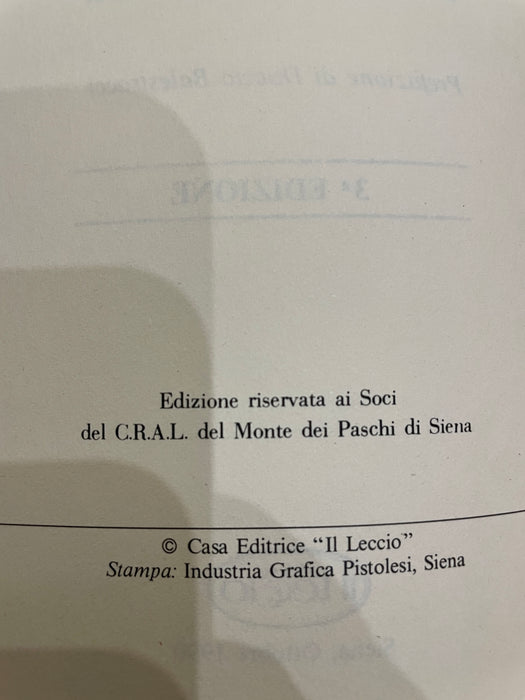 Edizione riservata ai Soci
del C.R.A.L. del Monte dei Paschi di Siena
© Casa Editrice “Il Leccio”
Stampa: Industria Grafica Pistolesi, Siena